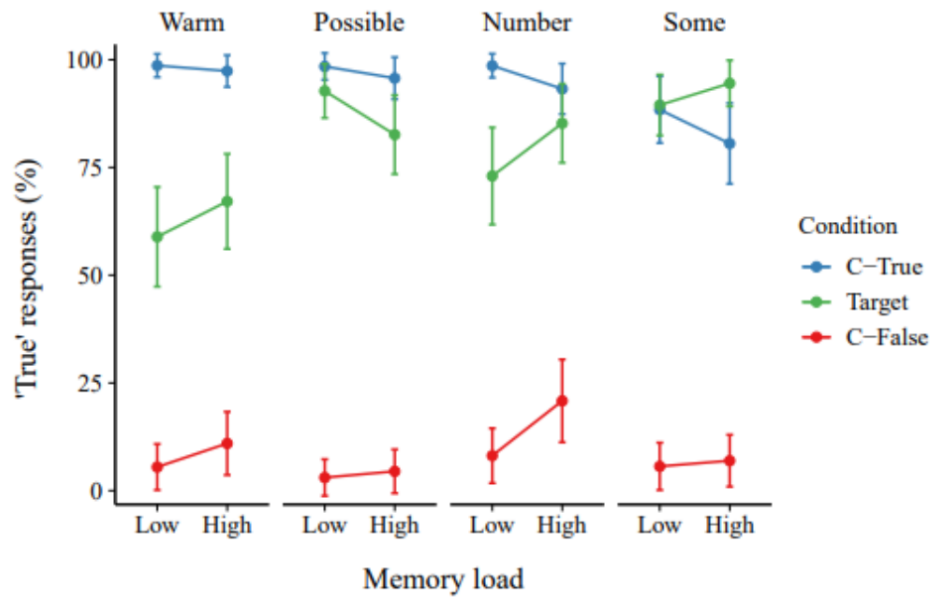 Warm Possible Number Some
100
75
50
25
0
'True' responses (%)
Low High Low High Low High Low High
Memory load
Condition
C−True
Target
C−False